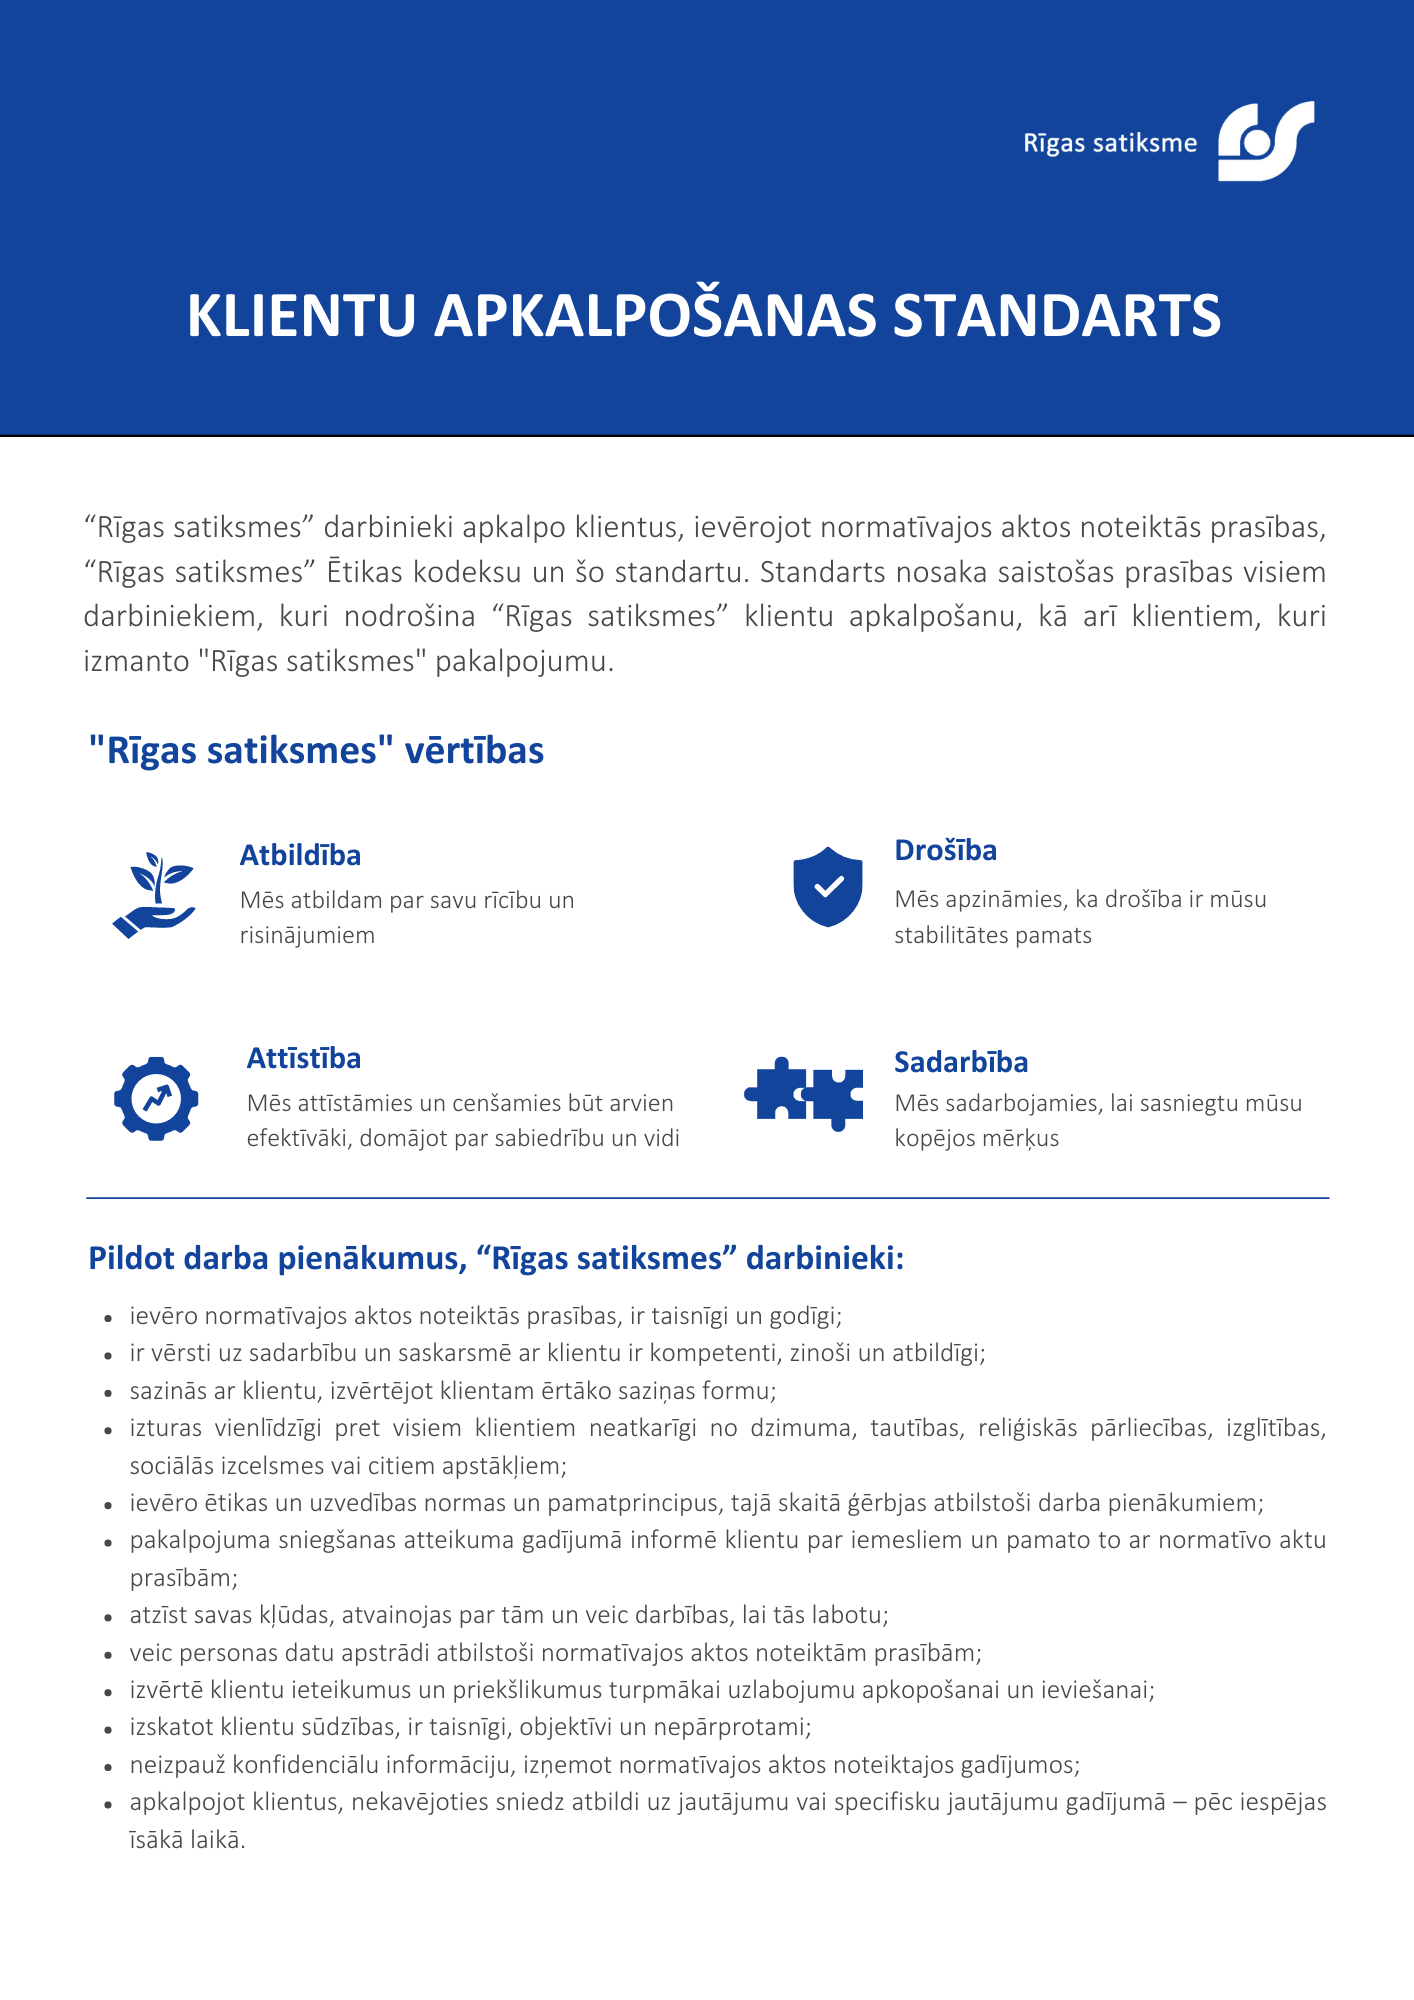 Rīgas satiksme
KLIENTU APKALPOŠANAS STANDARTS
“Rīgas satiksmes” darbinieki apkalpo klientus, ievērojot normatīvajos aktos noteiktās prasības,
“Rīgas satiksmes” Ētikas kodeksu un šo standartu. Standarts nosaka saistošas prasības visiem
darbiniekiem, kuri nodrošina “Rīgas satiksmes” klientu apkalpošanu, kā arī klientiem, kuri
izmanto "Rīgas satiksmes" pakalpojumu.
"Rīgas satiksmes" vērtības
Atbildība
Mēs atbildam par savu rīcību un
risinājumiem
Drošība
Mēs apzināmies, ka drošība ir mūsu
stabilitātes pamats
Attīstība
Mēs attīstāmies un cenšamies būt arvien
efektīvāki, domājot par sabiedrību un vidi
Sadarbība
Mēs sadarbojamies, lai sasniegtu mūsu
kopējos mērķus
Pildot darba pienākumus, “Rīgas satiksmes” darbinieki:
• ievēro normatīvajos aktos noteiktās prasības, ir taisnīgi un godīgi;
• ir vērsti uz sadarbību un saskarsmē ar klientu ir kompetenti, zinoši un atbildīgi;
• sazinās ar klientu, izvērtējot klientam ērtāko saziņas formu;
• izturas vienlīdzīgi pret visiem klientiem neatkarīgi no dzimuma, tautības, reliģiskās pārliecības, izglītības,
sociālās izcelsmes vai citiem apstākļiem;
• ievēro ētikas un uzvedības normas un pamatprincipus, tajā skaitā ģērbjas atbilstoši darba pienākumiem;
• pakalpojuma sniegšanas atteikuma gadījumā informē klientu par iemesliem un pamato to ar normatīvo aktu
prasībām;
• atzīst savas kļūdas, atvainojas par tām un veic darbības, lai tās labotu;
• veic personas datu apstrādi atbilstoši normatīvajos aktos noteiktām prasībām;
• izvērtē klientu ieteikumus un priekšlikumus turpmākai uzlabojumu apkopošanai un ieviešanai;
• izskatot klientu sūdzības, ir taisnīgi, objektīvi un nepārprotami;
• neizpauž konfidenciālu informāciju, izņemot normatīvajos aktos noteiktajos gadījumos;
• apkalpojot klientus, nekavējoties sniedz atbildi uz jautājumu vai specifisku jautājumu gadījumā – pēc iespējas
īsākā laikā.